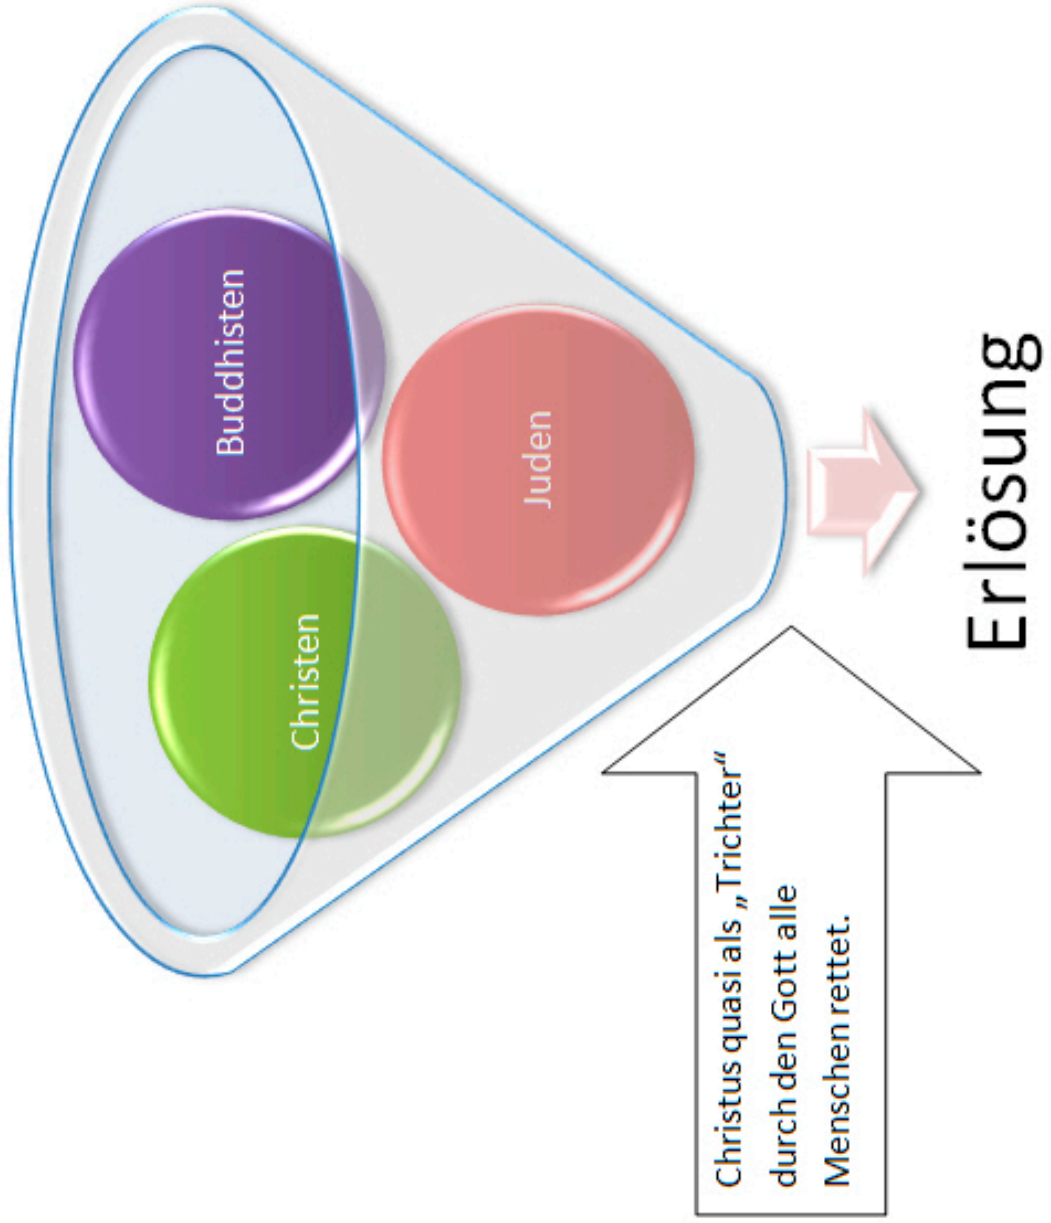 Buddhisten
Christen
Juden
Erlösung
Christus quasi als „Trichter“
durch den Gott alle
Menschen rettet.